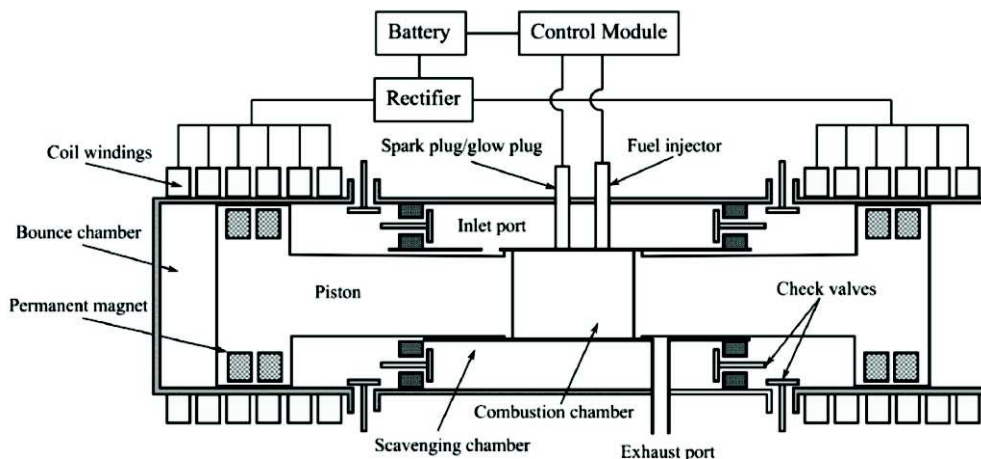 Battery
Control Module
Rectifier
Coil windings
Spark plug/glow plug
Fuel injector
Inlet port
Bounce chamber
Piston
Check valves
Permanent magnet
Combustion chamber
Scavenging chamber
Exhaust port